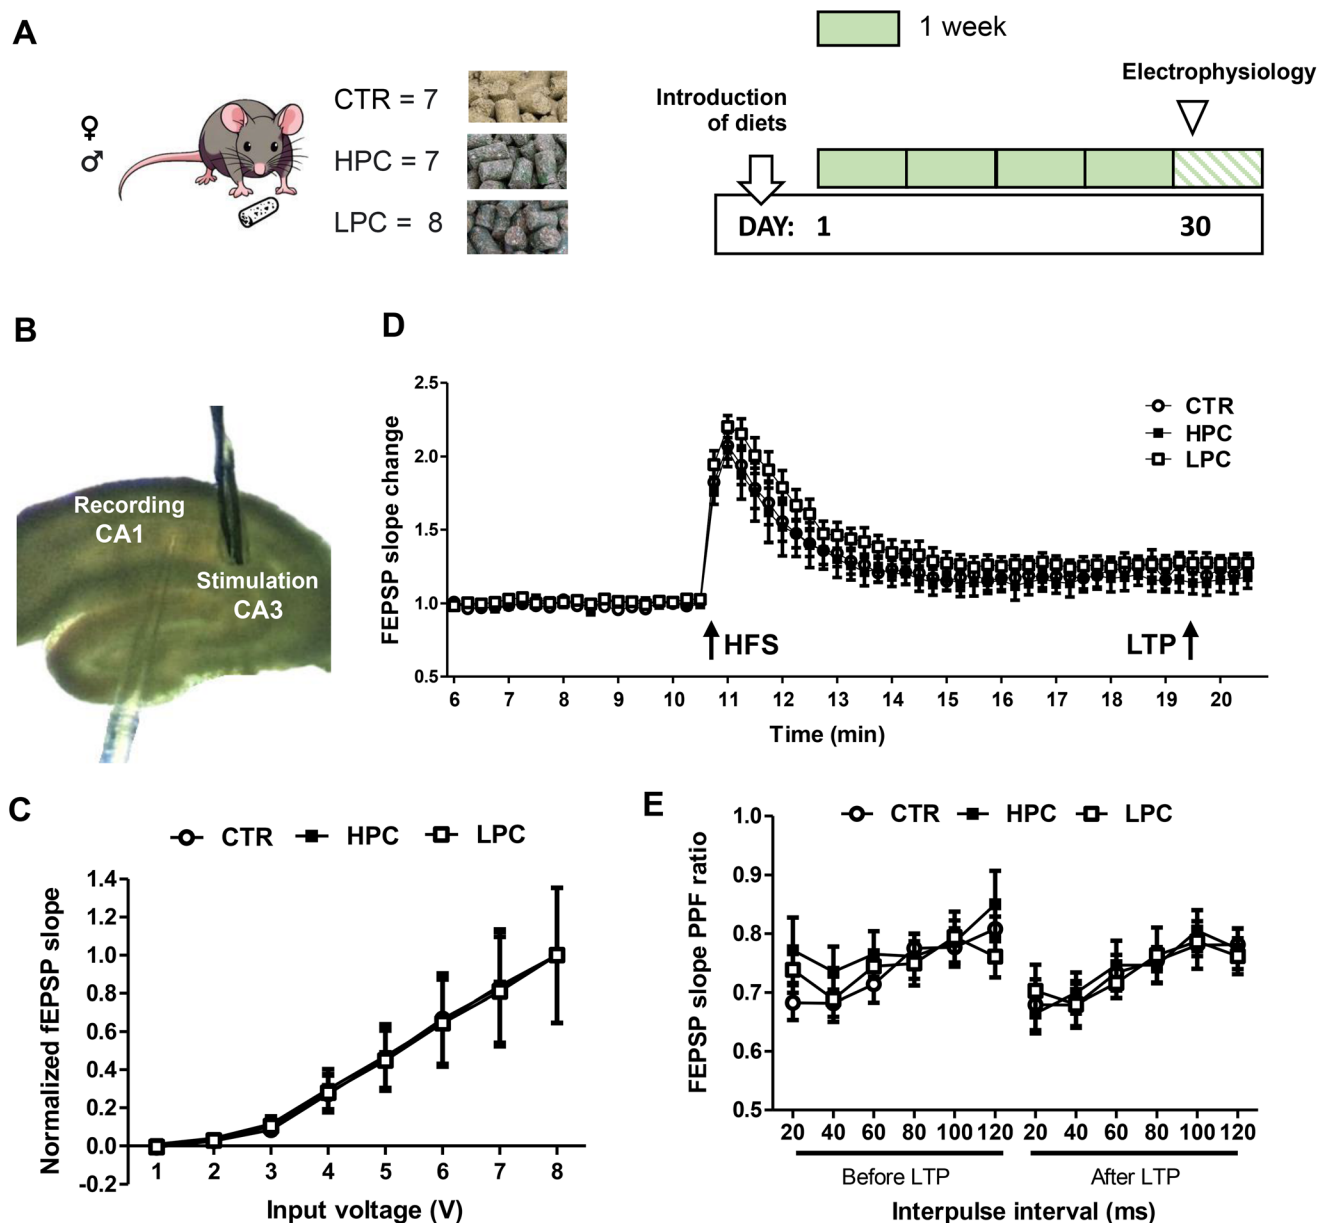 A
♀
♂
CTR = 7
HPC = 7
LPC = 8
1 week
Introduction
of diets
Electrophysiology
DAY: 1 30
B
Recording
CA1
Stimulation
CA3
D
FEPSP slope change
2.5
2.0
1.5
1.0
0.5
CTR
HPC
LPC
HFS
LTP
6 7 8 9 10 11 12 13 14 15 16 17 18 19 20
Time (min)
C
CTR HPC LPC
Normalized fEPSP slope
1.4
1.2
1.0
0.8
0.6
0.4
0.2
0.0
-0.2
1 2 3 4 5 6 7 8
Input voltage (V)
E
CTR HPC LPC
FEPSP slope PPF ratio
1.0
0.9
0.8
0.7
0.6
0.5
20 40 60 80 100 120 20 40 60 80 100 120
Before LTP After LTP
Interpulse interval (ms)